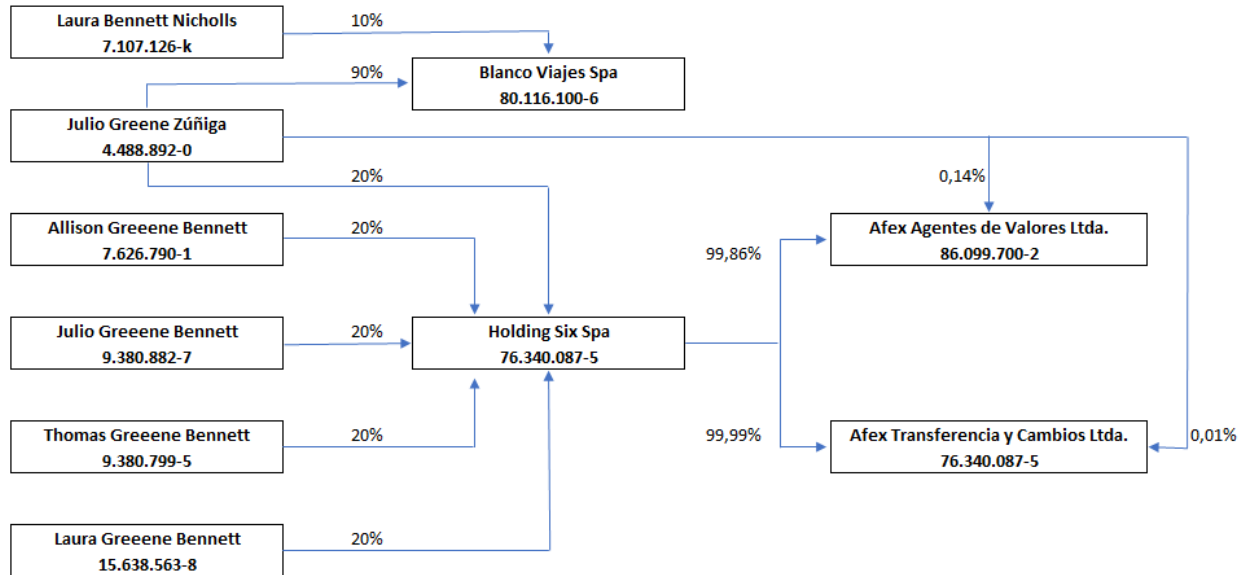 Laura Bennett Nicholls
7.107.126-k
10%
Blanco Viajes Spa
80.116.100-6
90%
Julio Greene Zúñiga
4.488.892-0
20%
0,14%
Allison Greeene Bennett
7.626.790-1
20%
Afex Agentes de Valores Ltda.
86.099.700-2
99,86%
Julio Greeene Bennett
9.380.882-7
20%
Holding Six Spa
76.340.087-5
Thomas Greeene Bennett
9.380.799-5
20%
99,99%
Afex Transferencia y Cambios Ltda.
76.340.087-5
0,01%
Laura Greeene Bennett
15.638.563-8
20%